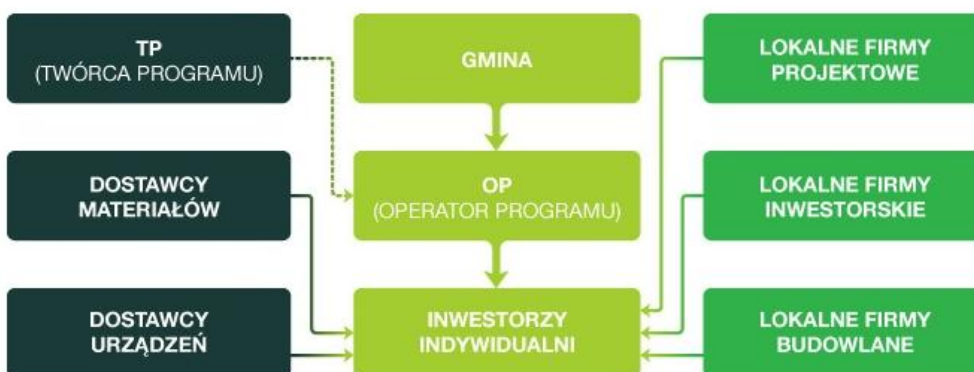 TP
(TWÓRCA PROGRAMU)
GMINA
LOKALNE FIRMY
PROJEKTOWE
DOSTAWCY
MATERIAŁÓW
OP
(OPERATOR PROGRAMU)
LOKALNE FIRMY
INWESTORSKIE
DOSTAWCY
URZĄDZEŃ
INWESTORZY
INDYWIDUALNI
LOKALNE FIRMY
BUDOWLANE